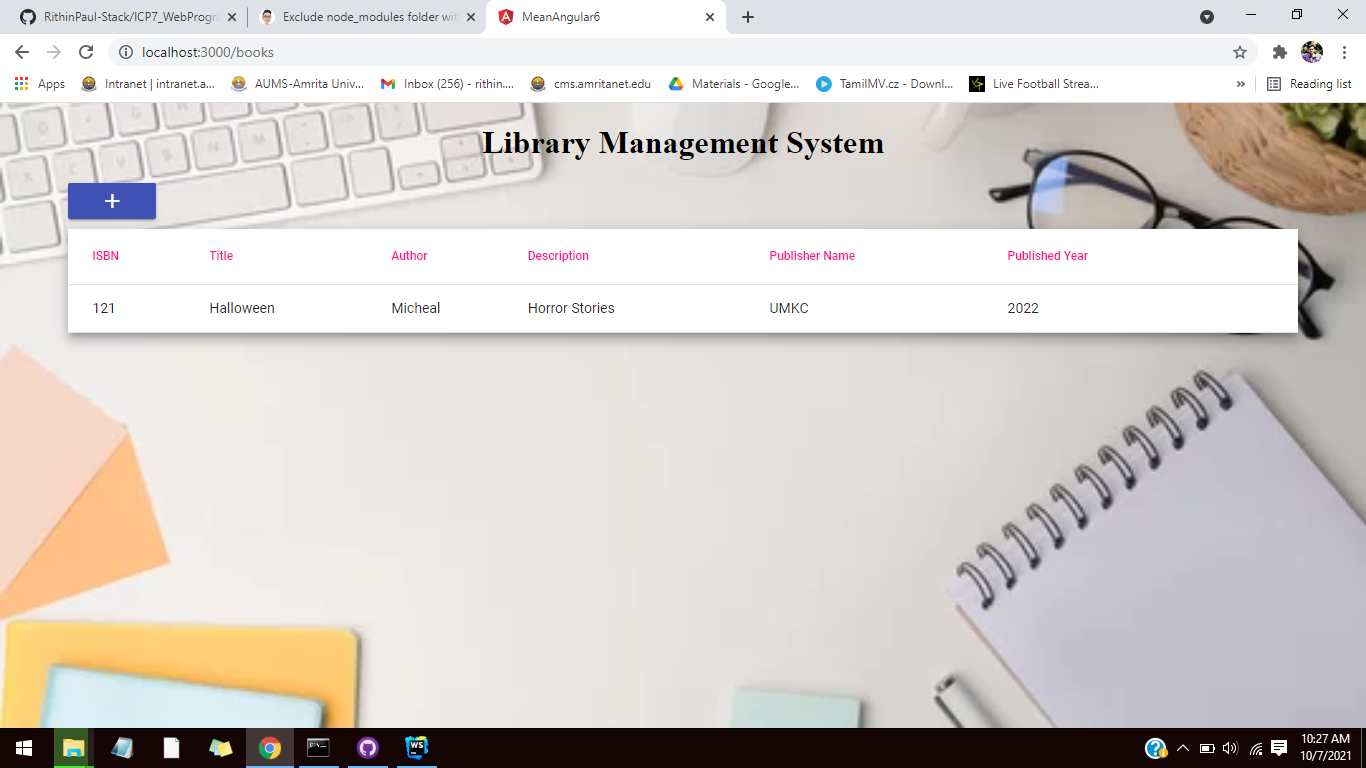 RithinPaul-Stack/ICP7_WebProgra
Exclude node_modules folder wit
MeanAngular6
localhost:3000/books
Apps
Intranet | intranet.a...
AUMS-Amrita Univ...
Inbox (256) - rithin....
cms.amritanet.edu
Materials - Google...
TamilMV.cz - Downl...
Live Football Strea...
»
Reading list
Library Management System
+
ISBN Title Author Description Publisher Name Published Year
121 Halloween Micheal Horror Stories UMKC 2022
WS
10:27 AM
10/7/2021